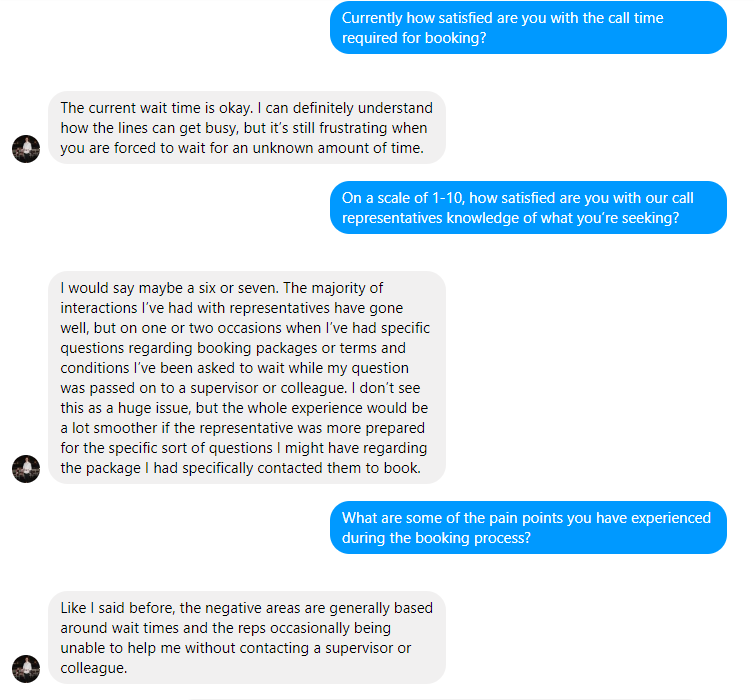 Currently how satisfied are you with the call time
required for booking?
The current wait time is okay. I can definitely understand
how the lines can get busy, but it’s still frustrating when
you are forced to wait for an unknown amount of time.
On a scale of 1-10, how satisfied are you with our call
representatives knowledge of what you’re seeking?
I would say maybe a six or seven. The majority of
interactions I’ve had with representatives have gone
well, but on one or two occasions when I’ve had specific
questions regarding booking packages or terms and
conditions I’ve been asked to wait while my question
was passed on to a supervisor or colleague. I don’t see
this as a huge issue, but the whole experience would be
a lot smoother if the representative was more prepared
for the specific sort of questions I might have regarding
the package I had specifically contacted them to book.
What are some of the pain points you have experienced
during the booking process?
Like I said before, the negative areas are generally based
around wait times and the reps occasionally being
unable to help me without contacting a supervisor or
colleague.